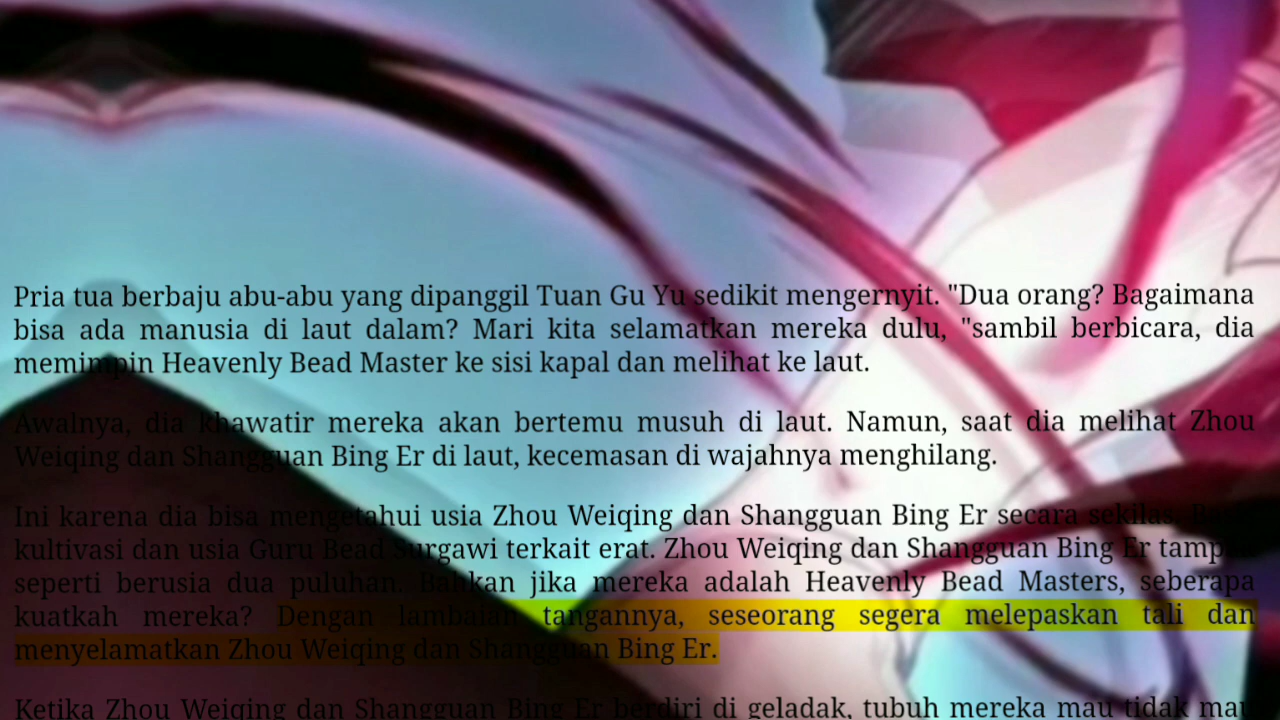 Pria tua berbaju abu-abu yang dipanggil Tuan Gu Yu sedikit mengernyit. "Dua orang? Bagaimana
bisa ada manusia di laut dalam? Mari kita selamatkan mereka dulu, "sambil berbicara, dia
memimpin Heavenly Bead Master ke sisi kapal dan melihat ke laut.
Awalnya, dia khawatir mereka akan bertemu musuh di laut. Namun, saat dia melihat Zhou
Weiqing dan Shangguan Bing Er di laut, kecemasan di wajahnya menghilang.
Ini karena dia bisa mengetahui usia Zhou Weiqing dan Shangguan Bing Er secara sekilas.
kultivasi dan usia Guru Bead Surgawi terkait erat. Zhou Weiqing dan Shangguan Bing Er
seperti berusia dua puluhan. Bahkan jika mereka adalah Heavenly Bead Masters, seberapa
kuatkah mereka? Dengan lambaian tangannya, seseorang segera melepaskan tali dan
menyelamatkan Zhou Weiqing dan Shangguan Bing Er.
Ketika Zhou Weiqing dan Shangguan Bing Er berdiri di geladak, tubuh mereka mau tidak mau